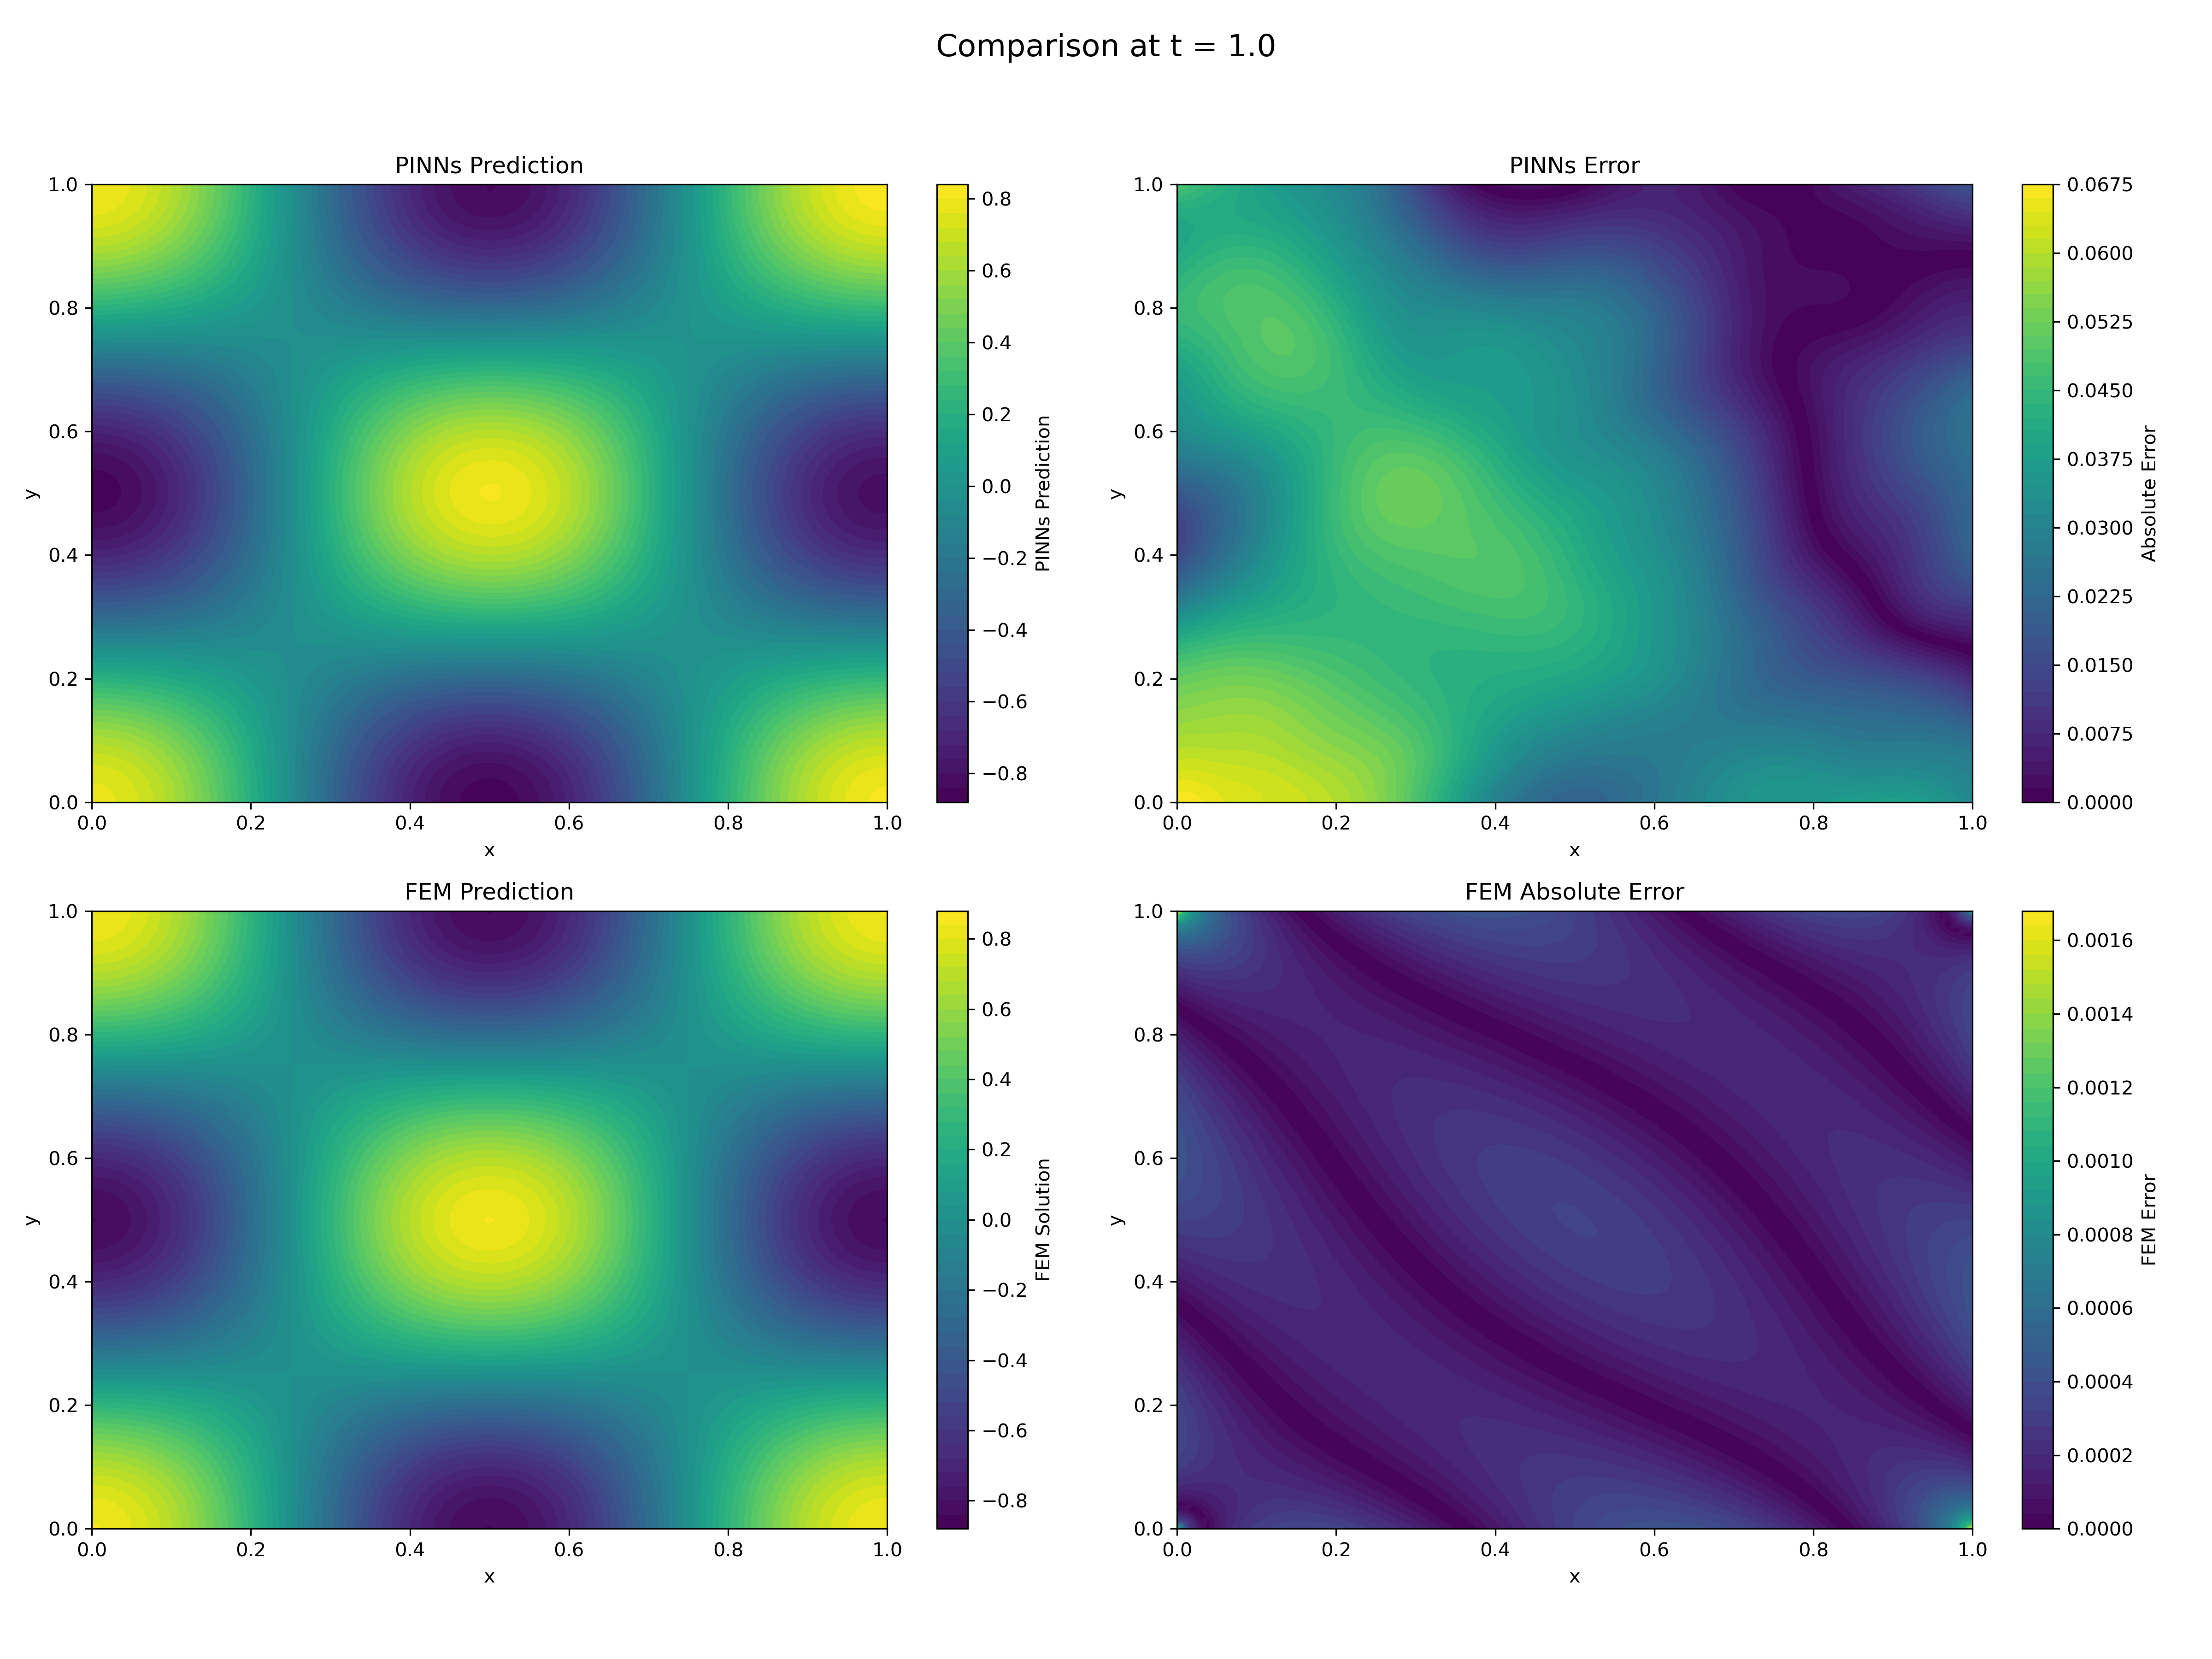 Comparison at t = 1.0
PINNs Prediction
1.0
0.8
0.6
0.4
0.2
0.0
y
0.0 0.2 0.4 0.6 0.8 1.0
x
0.8
0.6
0.4
0.2
0.0
−0.2
−0.4
−0.6
−0.8
PINNs Prediction
PINNs Error
1.0
0.8
0.6
0.4
0.2
0.0
y
0.0 0.2 0.4 0.6 0.8 1.0
x
0.0675
0.0600
0.0525
0.0450
0.0375
0.0300
0.0225
0.0150
0.0075
0.0000
Absolute Error
FEM Prediction
1.0
0.8
0.6
0.4
0.2
0.0
y
0.0 0.2 0.4 0.6 0.8 1.0
x
0.8
0.6
0.4
0.2
0.0
−0.2
−0.4
−0.6
−0.8
FEM Solution
FEM Absolute Error
1.0
0.8
0.6
0.4
0.2
0.0
y
0.0 0.2 0.4 0.6 0.8 1.0
x
0.0016
0.0014
0.0012
0.0010
0.0008
0.0006
0.0004
0.0002
0.0000
FEM Error